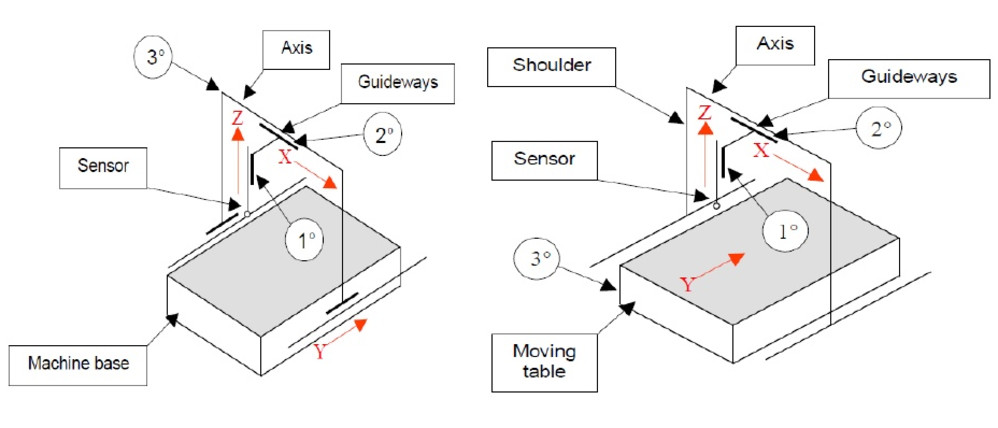 3°
Axis
Guideways
Z
2°
X
Sensor
1°
Machine base
Y
Axis
Shoulder
Guideways
Z
2°
X
Sensor
1°
3°
Y
Moving
table